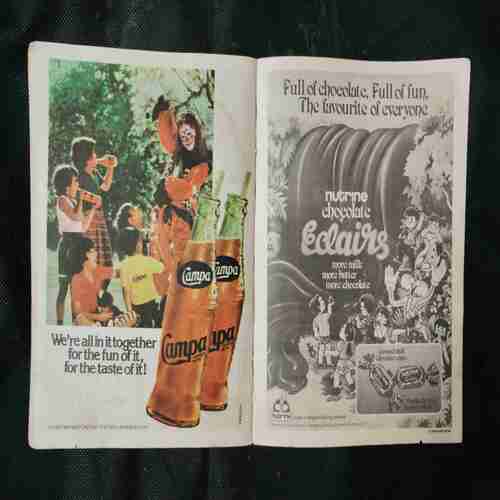 Campa
Campa
Campa
We're all in it together
for the fun of it,
for the taste of it!
Full of chocolate, Full of fun,
The favourite of everyone
nutrine
chocolate
Eclairs
more milk
more butter
more chocolate